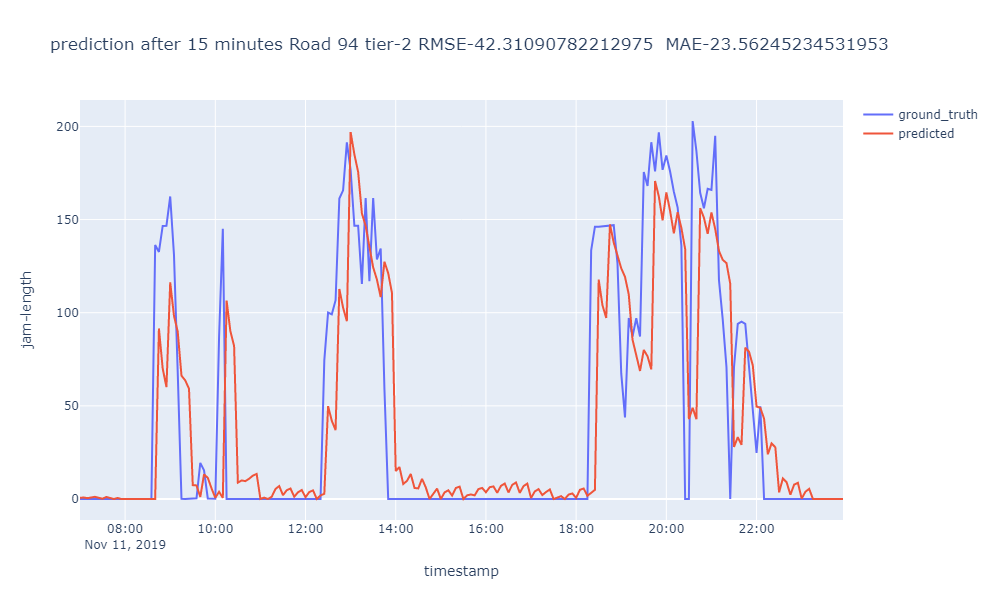 prediction after 15 minutes Road 94 tier-2 RMSE-42.31090782212975  MAE-23.56245234531953
ground_truth
predicted
200
150
100
50
0
jam-length
08:00 10:00 12:00 14:00 16:00 18:00 20:00 22:00
Nov 11, 2019
timestamp